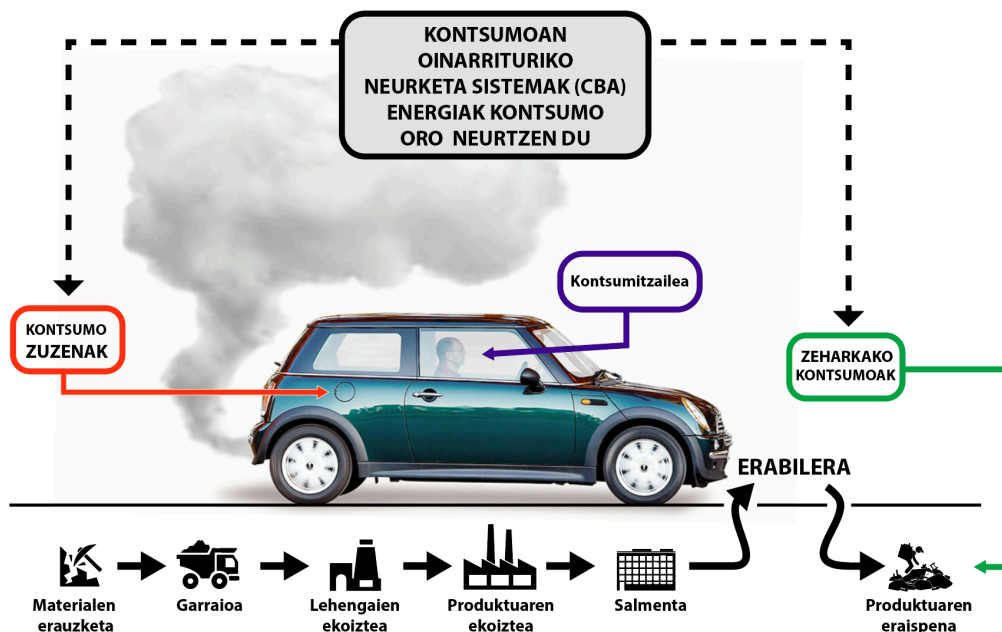 KONTSUMOAN
OINARRITURIKO
NEURKETA SISTEMAK (CBA)
ENERGIAK KONTSUMO
ORO NEURTZEN DU
Kontsumitzailea
KONTSUMO
ZUZENAK
ZEHARKAKO
KONTSUMOAK
ERABILERA
Materialen
erauzketa
Garraioa
Lehengaien
ekoiztea
Produktuaren
ekoiztea
Salmenta
Produktuaren
eraispena